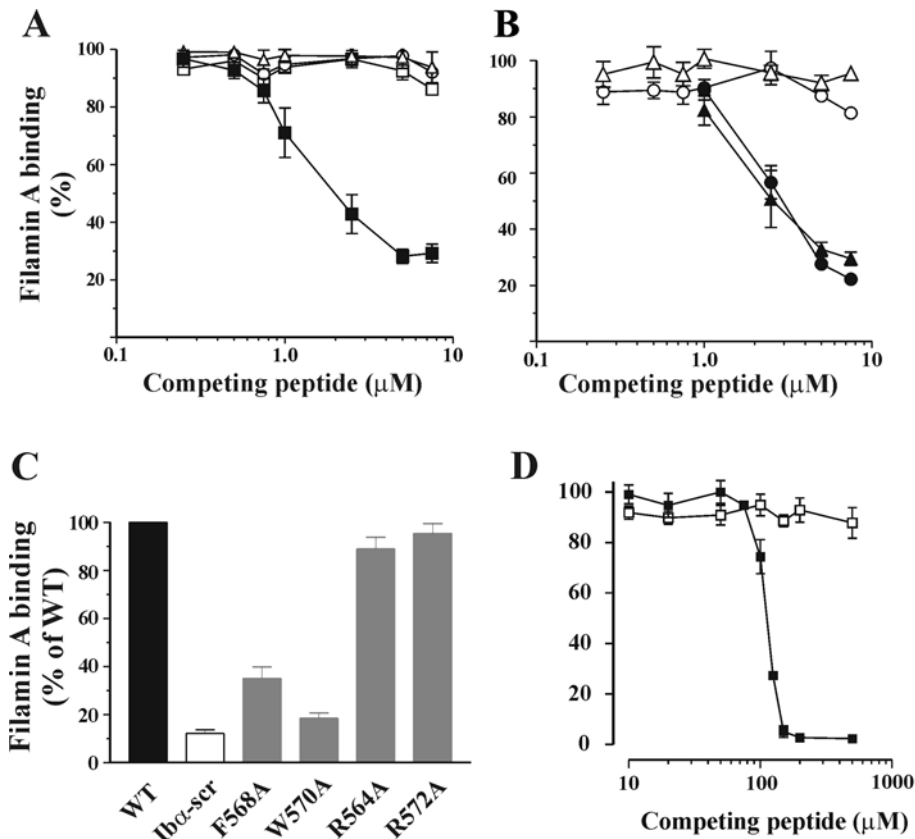 A
B
100
80
60
40
20
Filamin A binding
(%)
0.1
1.0
10
Competing peptide (μM)
100
80
60
40
20
0.1
1.0
10
Competing peptide (μM)
C
D
100
80
60
40
20
0
Filamin A binding
(% of WT)
WT
Ibα-scr
F568A
W570A
R564A
R572A
100
80
60
40
20
0
10
100
1000
Competing peptide (μM)